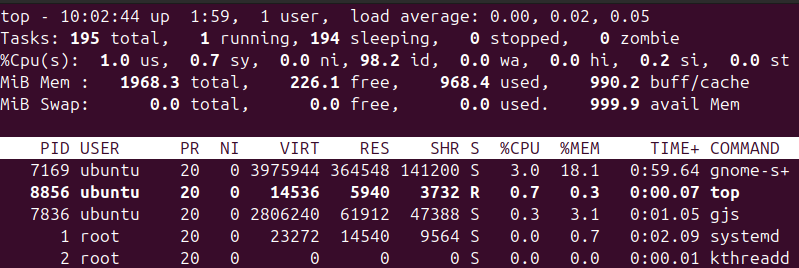 top - 10:02:44 up  1:59,  1 user,  load average: 0.00, 0.02, 0.05
Tasks: 195 total,   1 running, 194 sleeping,   0 stopped,   0 zombie
%Cpu(s):  1.0 us,  0.7 sy,  0.0 ni, 98.2 id,  0.0 wa,  0.0 hi,  0.2 si,  0.0 st
MiB Mem :   1968.3 total,    226.1 free,    968.4 used,    990.2 buff/cache
MiB Swap:      0.0 total,      0.0 free,      0.0 used.    999.9 avail Mem
PID USER      PR  NI    VIRT    RES    SHR S  %CPU  %MEM     TIME+ COMMAND
7169 ubuntu    20   0 3975944 364548 141200 S   3.0  18.1   0:59.64 gnome-s+
8856 ubuntu    20   0   14536   5940   3732 R   0.7   0.3   0:00.07 top
7836 ubuntu    20   0 2806240  61912  47388 S   0.3   3.1   0:01.05 gjs
1 root      20   0   23272  14540   9564 S   0.0   0.7   0:02.09 systemd
2 root      20   0       0      0      0 S   0.0   0.0   0:00.01 kthreadd